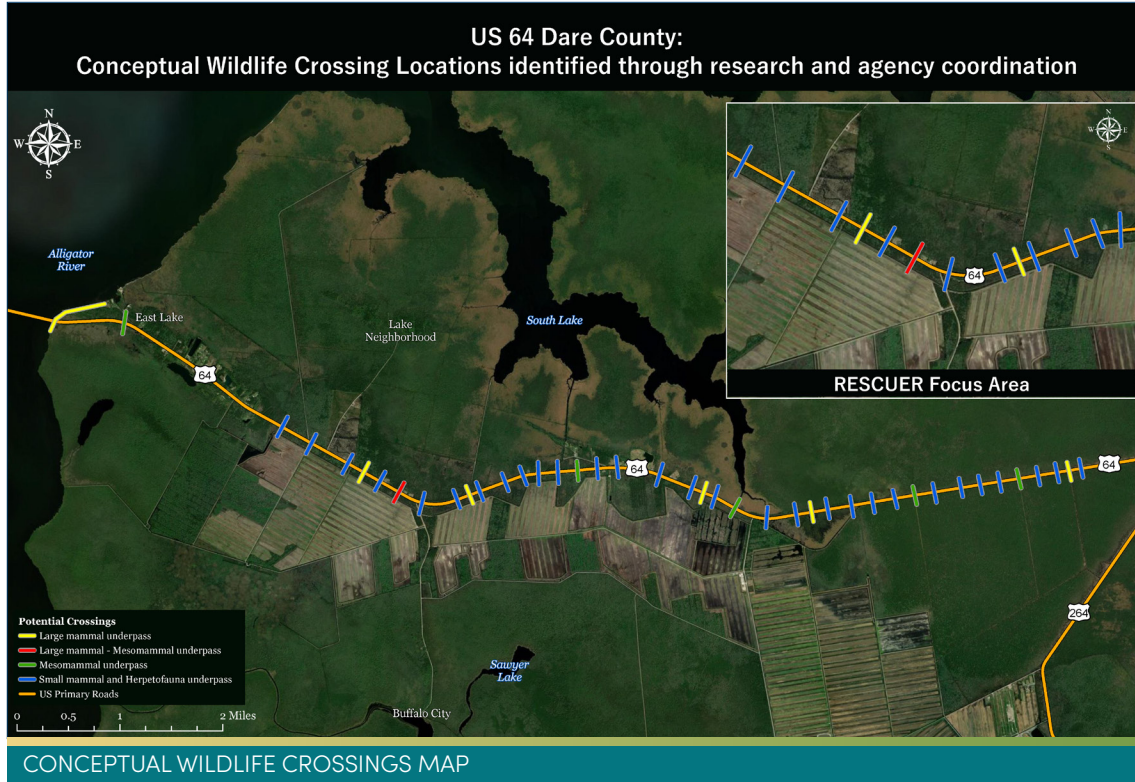 US 64 Dare County:
Conceptual Wildlife Crossing Locations identified through research and agency coordination
N
W E
S
N
W E
S
Alligator
River
East Lake
Lake
Neighborhood
South Lake
64
64
RESCUER Focus Area
64
64
64
264
Potential Crossings
Large mammal underpass
Large mammal - Mesomammal underpass
Mesomammal underpass
Small mammal and Herpetofauna underpass
US Primary Roads
0 0.5 1 2 Miles
Sawyer
Lake
Buffalo City
CONCEPTUAL WILDLIFE CROSSINGS MAP